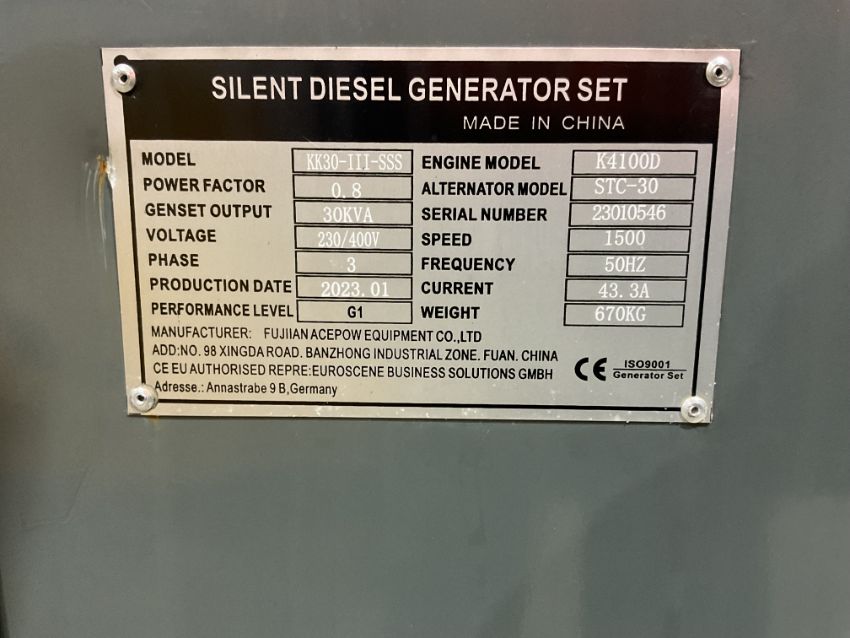 SILENT DIESEL GENERATOR SET
MADE IN CHINA
MODEL KK30-III-SSS ENGINE MODEL K4100D
POWER FACTOR 0.8 ALTERNATOR MODEL STC-30
GENSET OUTPUT 30KVA SERIAL NUMBER 23010546
VOLTAGE 230/400V SPEED 1500
PHASE 3 FREQUENCY 50HZ
PRODUCTION DATE 2023.01 CURRENT 43.3A
PERFORMANCE LEVEL G1 WEIGHT 670KG
MANUFACTURER: FUJIIAN ACEPOW EQUIPMENT CO.,LTD
ADD:NO. 98 XINGDA ROAD. BANZHONG INDUSTRIAL ZONE. FUAN. CHINA
CE EU AUTHORISED REPRE:EUROSCENE BUSINESS SOLUTIONS GMBH
Adresse.: Annastrabe 9 B,Germany
CE ISO9001
Generator Set